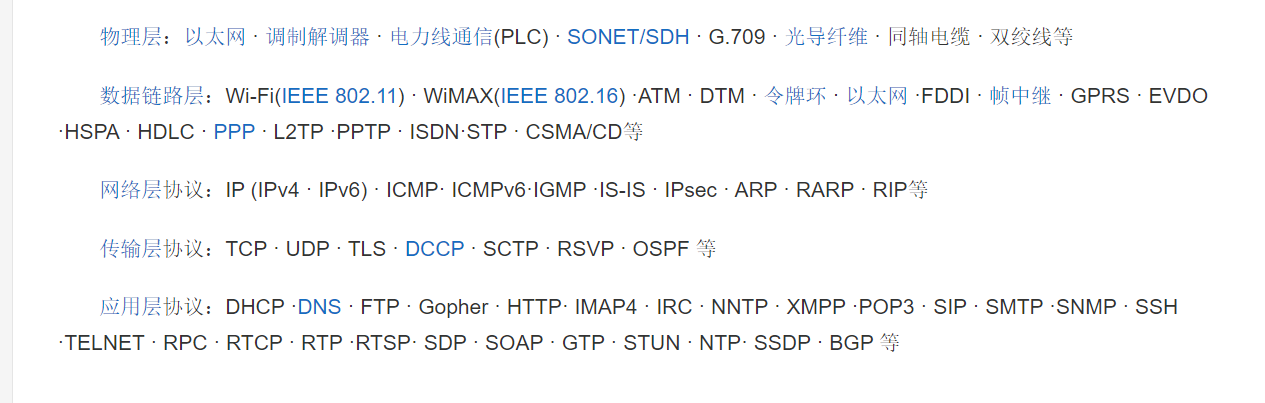 物理层：以太网 · 调制解调器 · 电力线通信(PLC) · SONET/SDH · G.709 · 光导纤维 · 同轴电缆 · 双绞线等
数据链路层：Wi-Fi(IEEE 802.11) · WiMAX(IEEE 802.16) ·ATM · DTM · 令牌环 · 以太网 ·FDDI · 帧中继 · GPRS · EVDO
·HSPA · HDLC · PPP · L2TP ·PPTP · ISDN·STP · CSMA/CD等
网络层协议：IP (IPv4 · IPv6) · ICMP· ICMPv6·IGMP ·IS-IS · IPsec · ARP · RARP · RIP等
传输层协议：TCP · UDP · TLS · DCCP · SCTP · RSVP · OSPF 等
应用层协议：DHCP ·DNS · FTP · Gopher · HTTP· IMAP4 · IRC · NNTP · XMPP ·POP3 · SIP · SMTP ·SNMP · SSH
·TELNET · RPC · RTCP · RTP ·RTSP· SDP · SOAP · GTP · STUN · NTP· SSDP · BGP 等